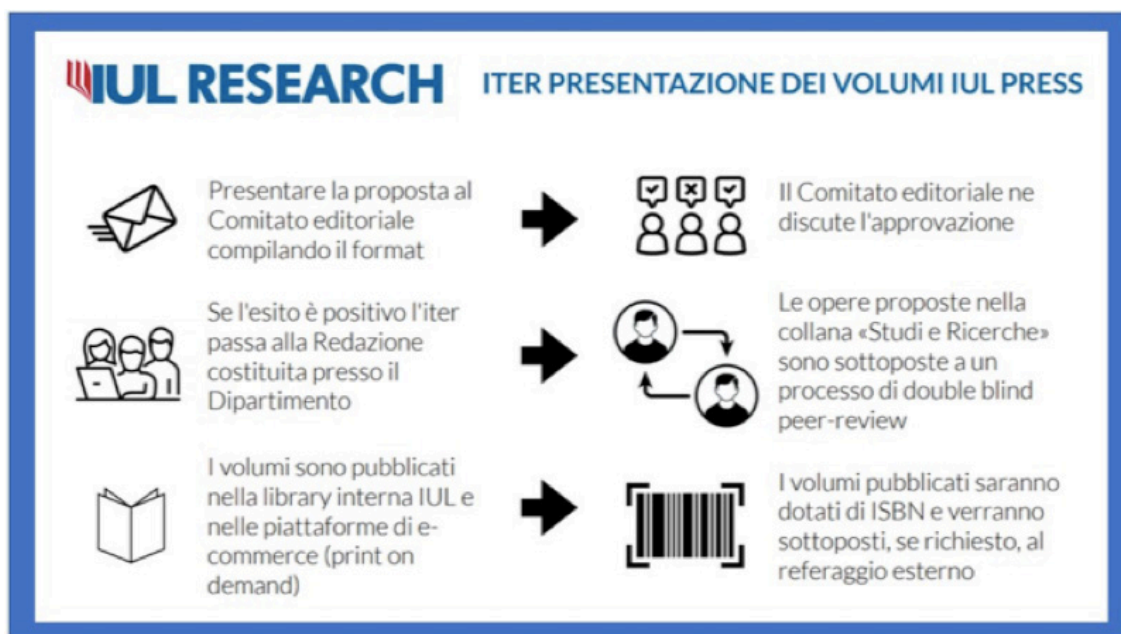 IUL RESEARCH
ITER PRESENTAZIONE DEI VOLUMI IUL PRESS
Presentare la proposta al
Comitato editoriale
compilando il format
Il Comitato editoriale ne
discute l'approvazione
Se l'esito è positivo l'iter
passa alla Redazione
costituita presso il
Dipartimento
Le opere proposte nella
collana «Studi e Ricerche»
sono sottoposte a un
processo di double blind
peer-review
I volumi sono pubblicati
nella library interna IUL e
nelle piattaforme di e-
commerce (print on
demand)
I volumi pubblicati saranno
dotati di ISBN e verranno
sottoposti, se richiesto, al
referaggio esterno